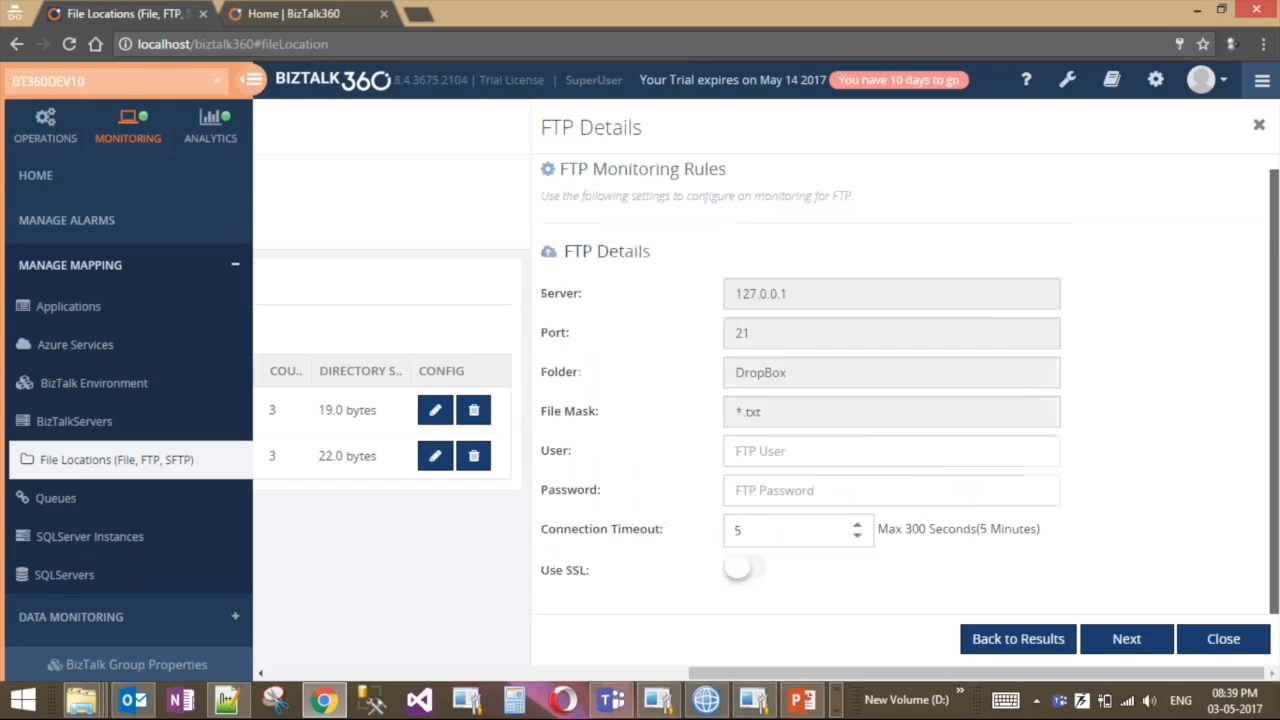 File Locations (File, FTP, S
Home | BizTalk360
localhost/biztalk360#fileLocation
BT360DEV10
BIZTALK360 8.4.3675.2104 | Trial License | SuperUser Your Trial expires on May 14 2017 You have 10 days to go
OPERATIONS
MONITORING
ANALYTICS
HOME
MANAGE ALARMS
MANAGE MAPPING
Applications
Azure Services
BizTalk Environment
BizTalkServers
File Locations (File, FTP, SFTP)
Queues
SQLServer Instances
SQLServers
DATA MONITORING
BizTalk Group Properties
COU.. DIRECTORY S.. CONFIG
3 19.0 bytes
3 22.0 bytes
FTP Details
FTP Monitoring Rules
Use the following settings to configure on monitoring for FTP.
FTP Details
Server: 127.0.0.1
Port: 21
Folder: DropBox
File Mask: *.txt
User: FTP User
Password: FTP Password
Connection Timeout: 5 Max 300 Seconds(5 Minutes)
Use SSL:
Back to Results Next Close
New Volume (D:) ENG
08:39 PM
03-05-2017